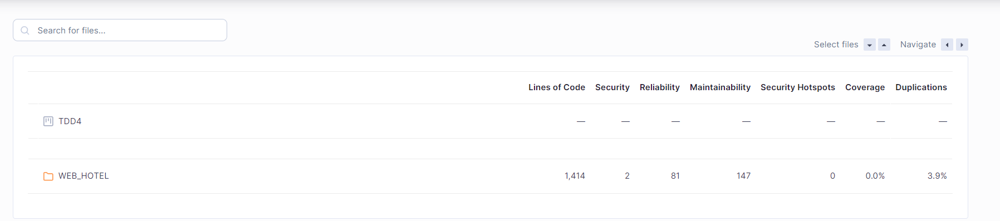 Search for files...
Select files Navigate
Lines of Code Security Reliability Maintainability Security Hotspots Coverage Duplications
TDD4 — — — — — — —
WEB_HOTEL 1,414 2 81 147 0 0.0% 3.9%